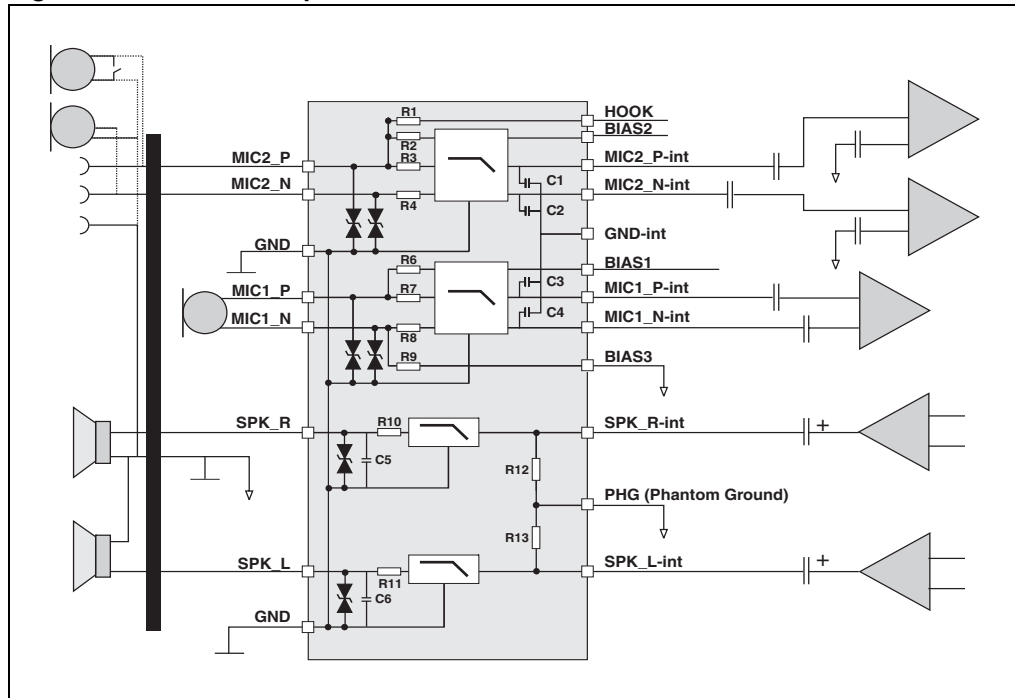 R1
HOOK
R2
BIAS2
MIC2_P
R3
MIC2_P-int
MIC2_N
C1
MIC2_N-int
R4
C2
GND
GND-int
R6
BIAS1
MIC1_P
R7
C3
MIC1_P-int
MIC1_N
R8
C4
MIC1_N-int
R9
BIAS3
SPK_R
R10
SPK_R-int
+
C5
R12
PHG (Phantom Ground)
R13
SPK_L
R11
SPK_L-int
+
C6
GND